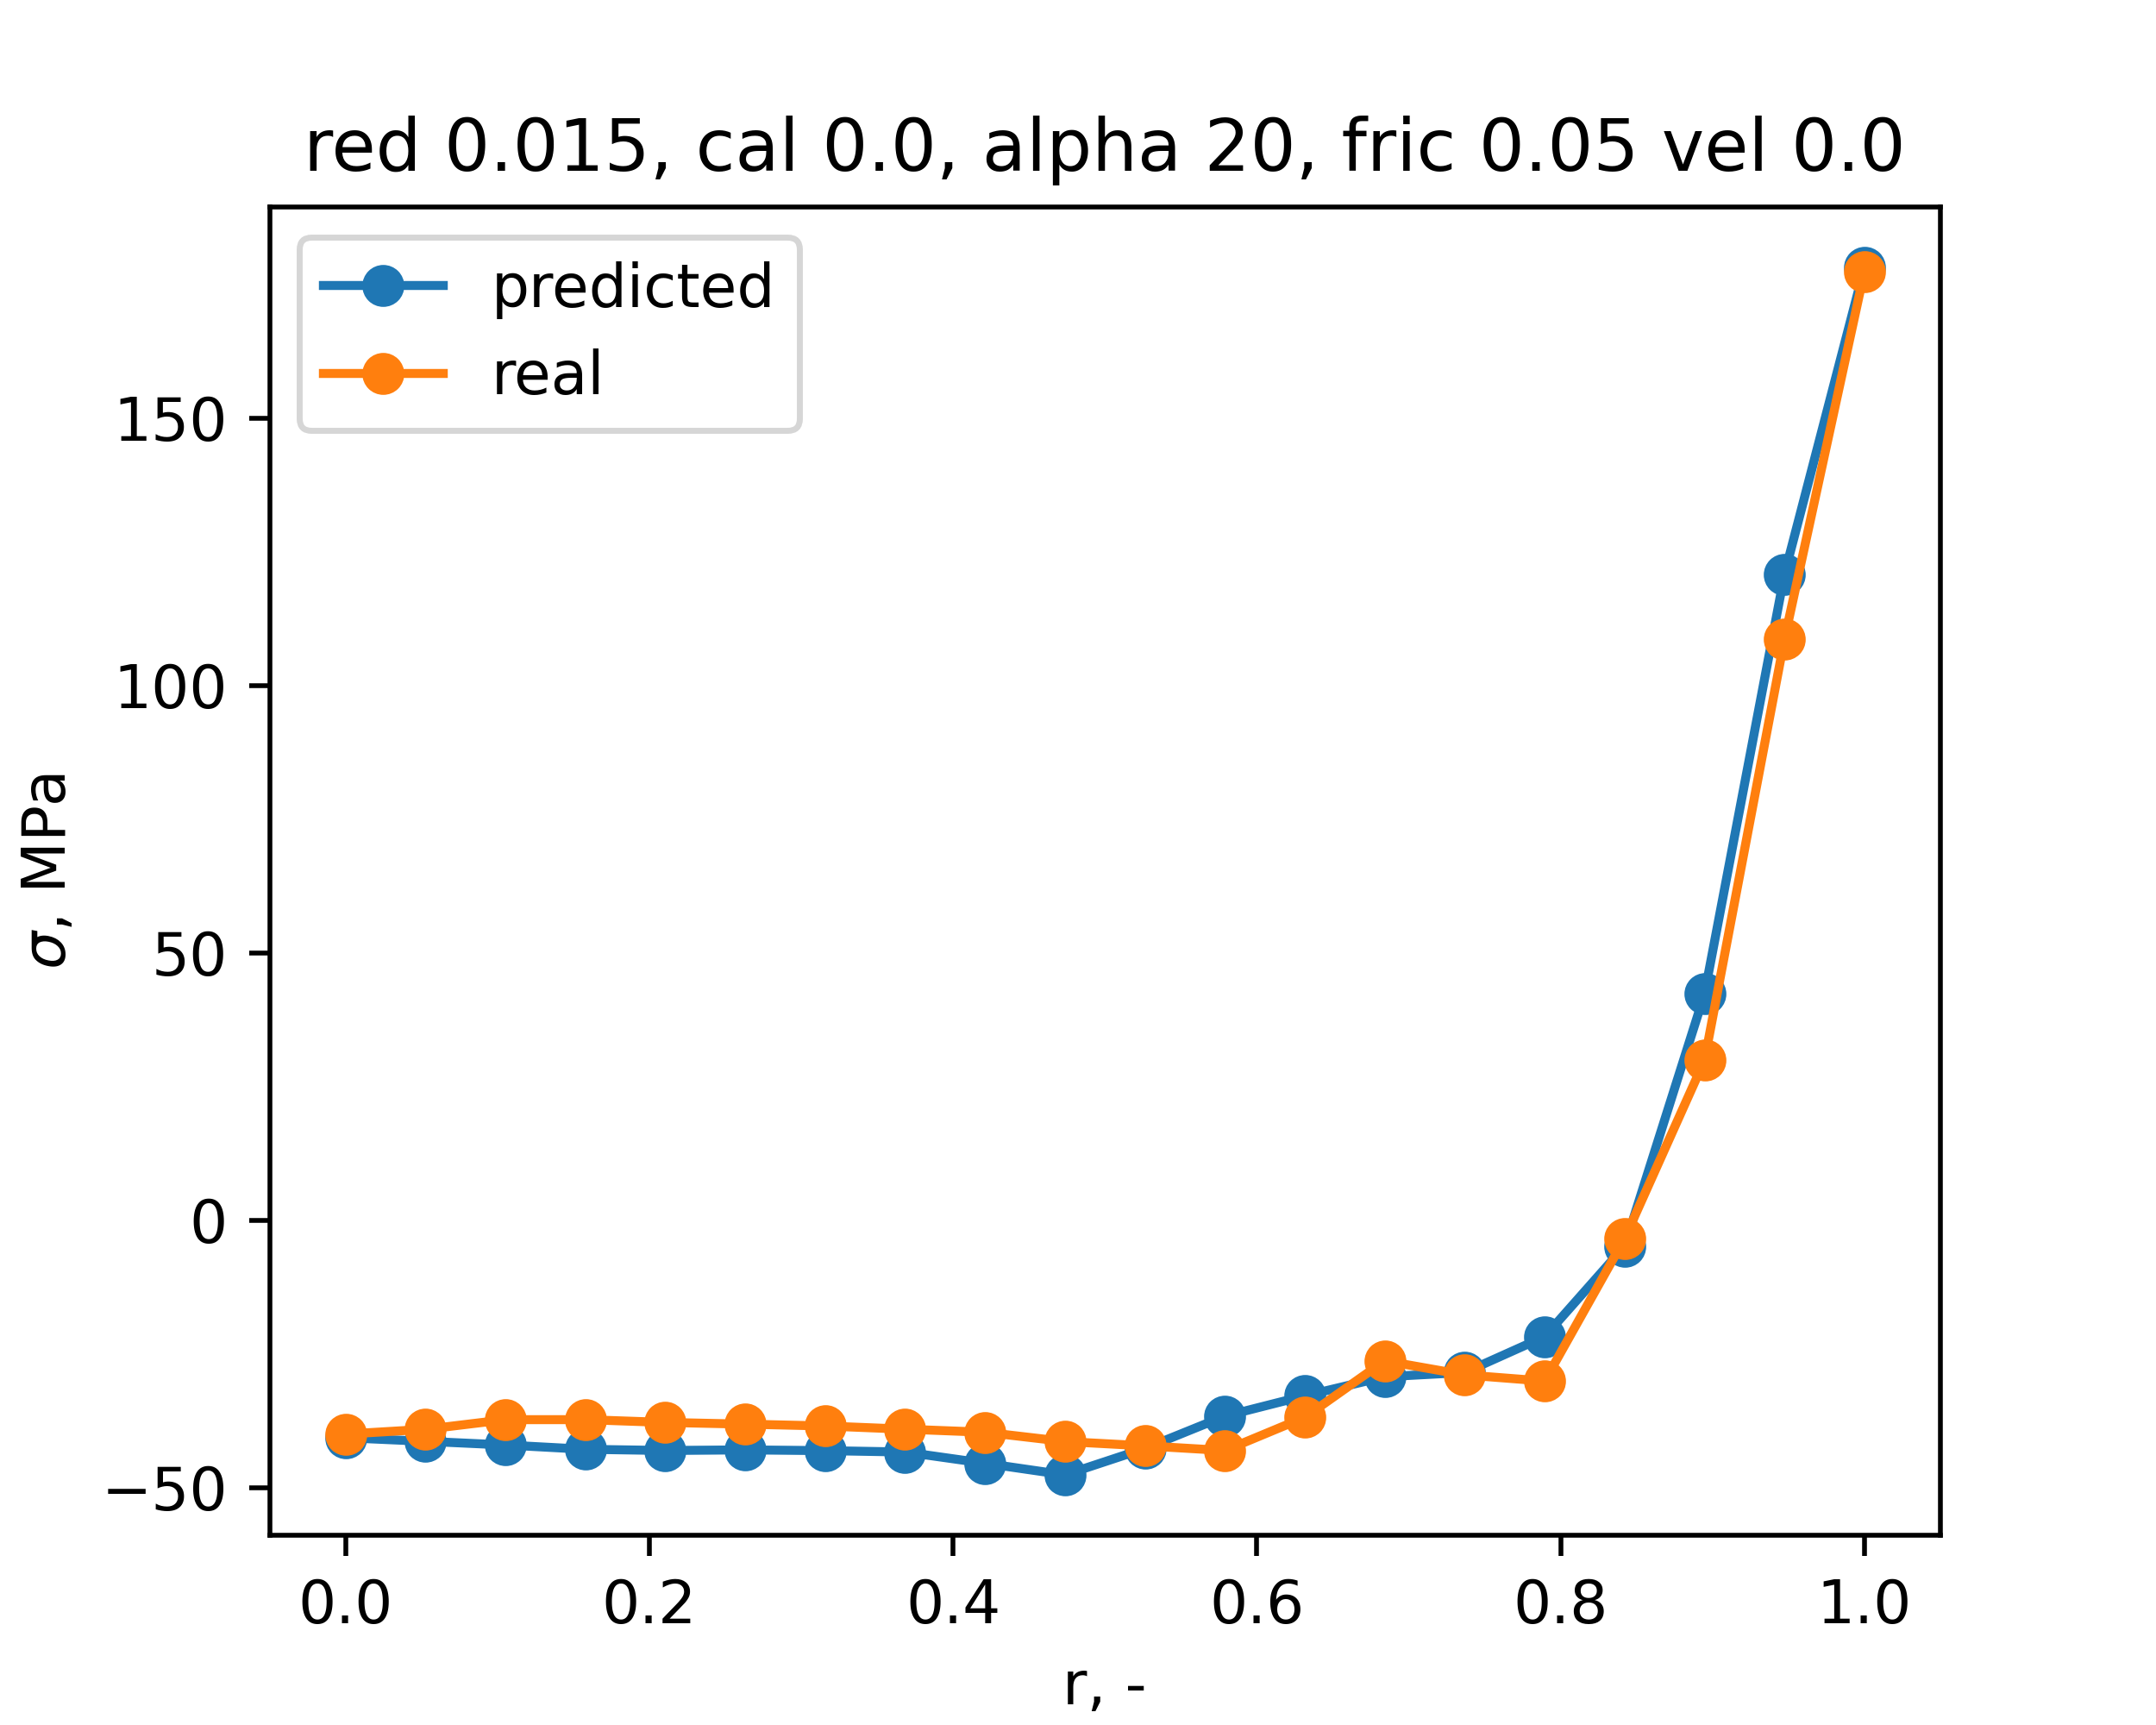 red 0.015, cal 0.0, alpha 20, fric 0.05 vel 0.0
predicted
real
150
100
50
0
−50
σ, MPa
0.0 0.2 0.4 0.6 0.8 1.0
r, -